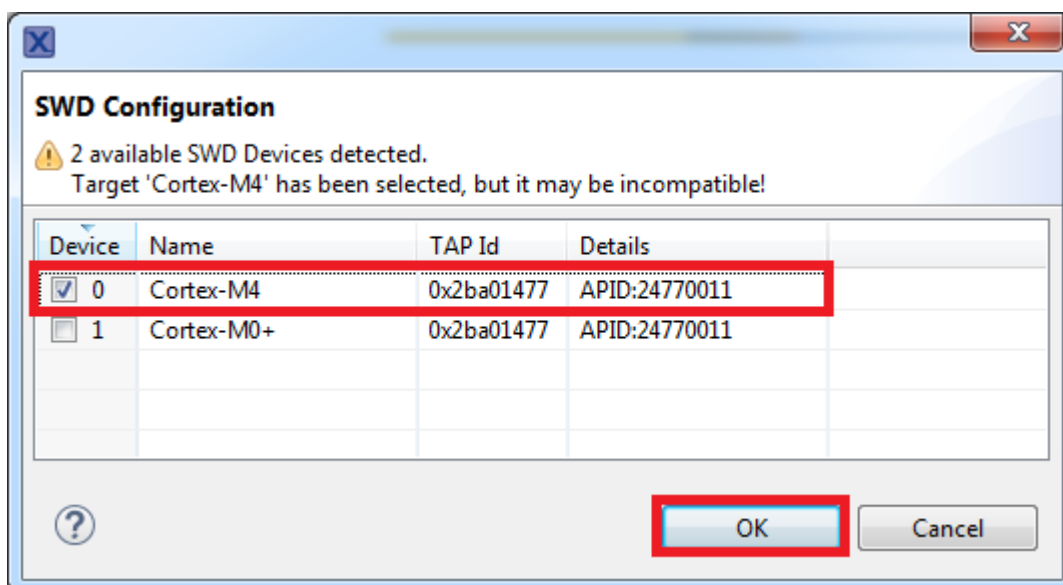 SWD Configuration
2 available SWD Devices detected.
Target 'Cortex-M4' has been selected, but it may be incompatible!
Device Name TAP Id Details
0 Cortex-M4 0x2ba01477 APID:24770011
1 Cortex-M0+ 0x2ba01477 APID:24770011
OK Cancel